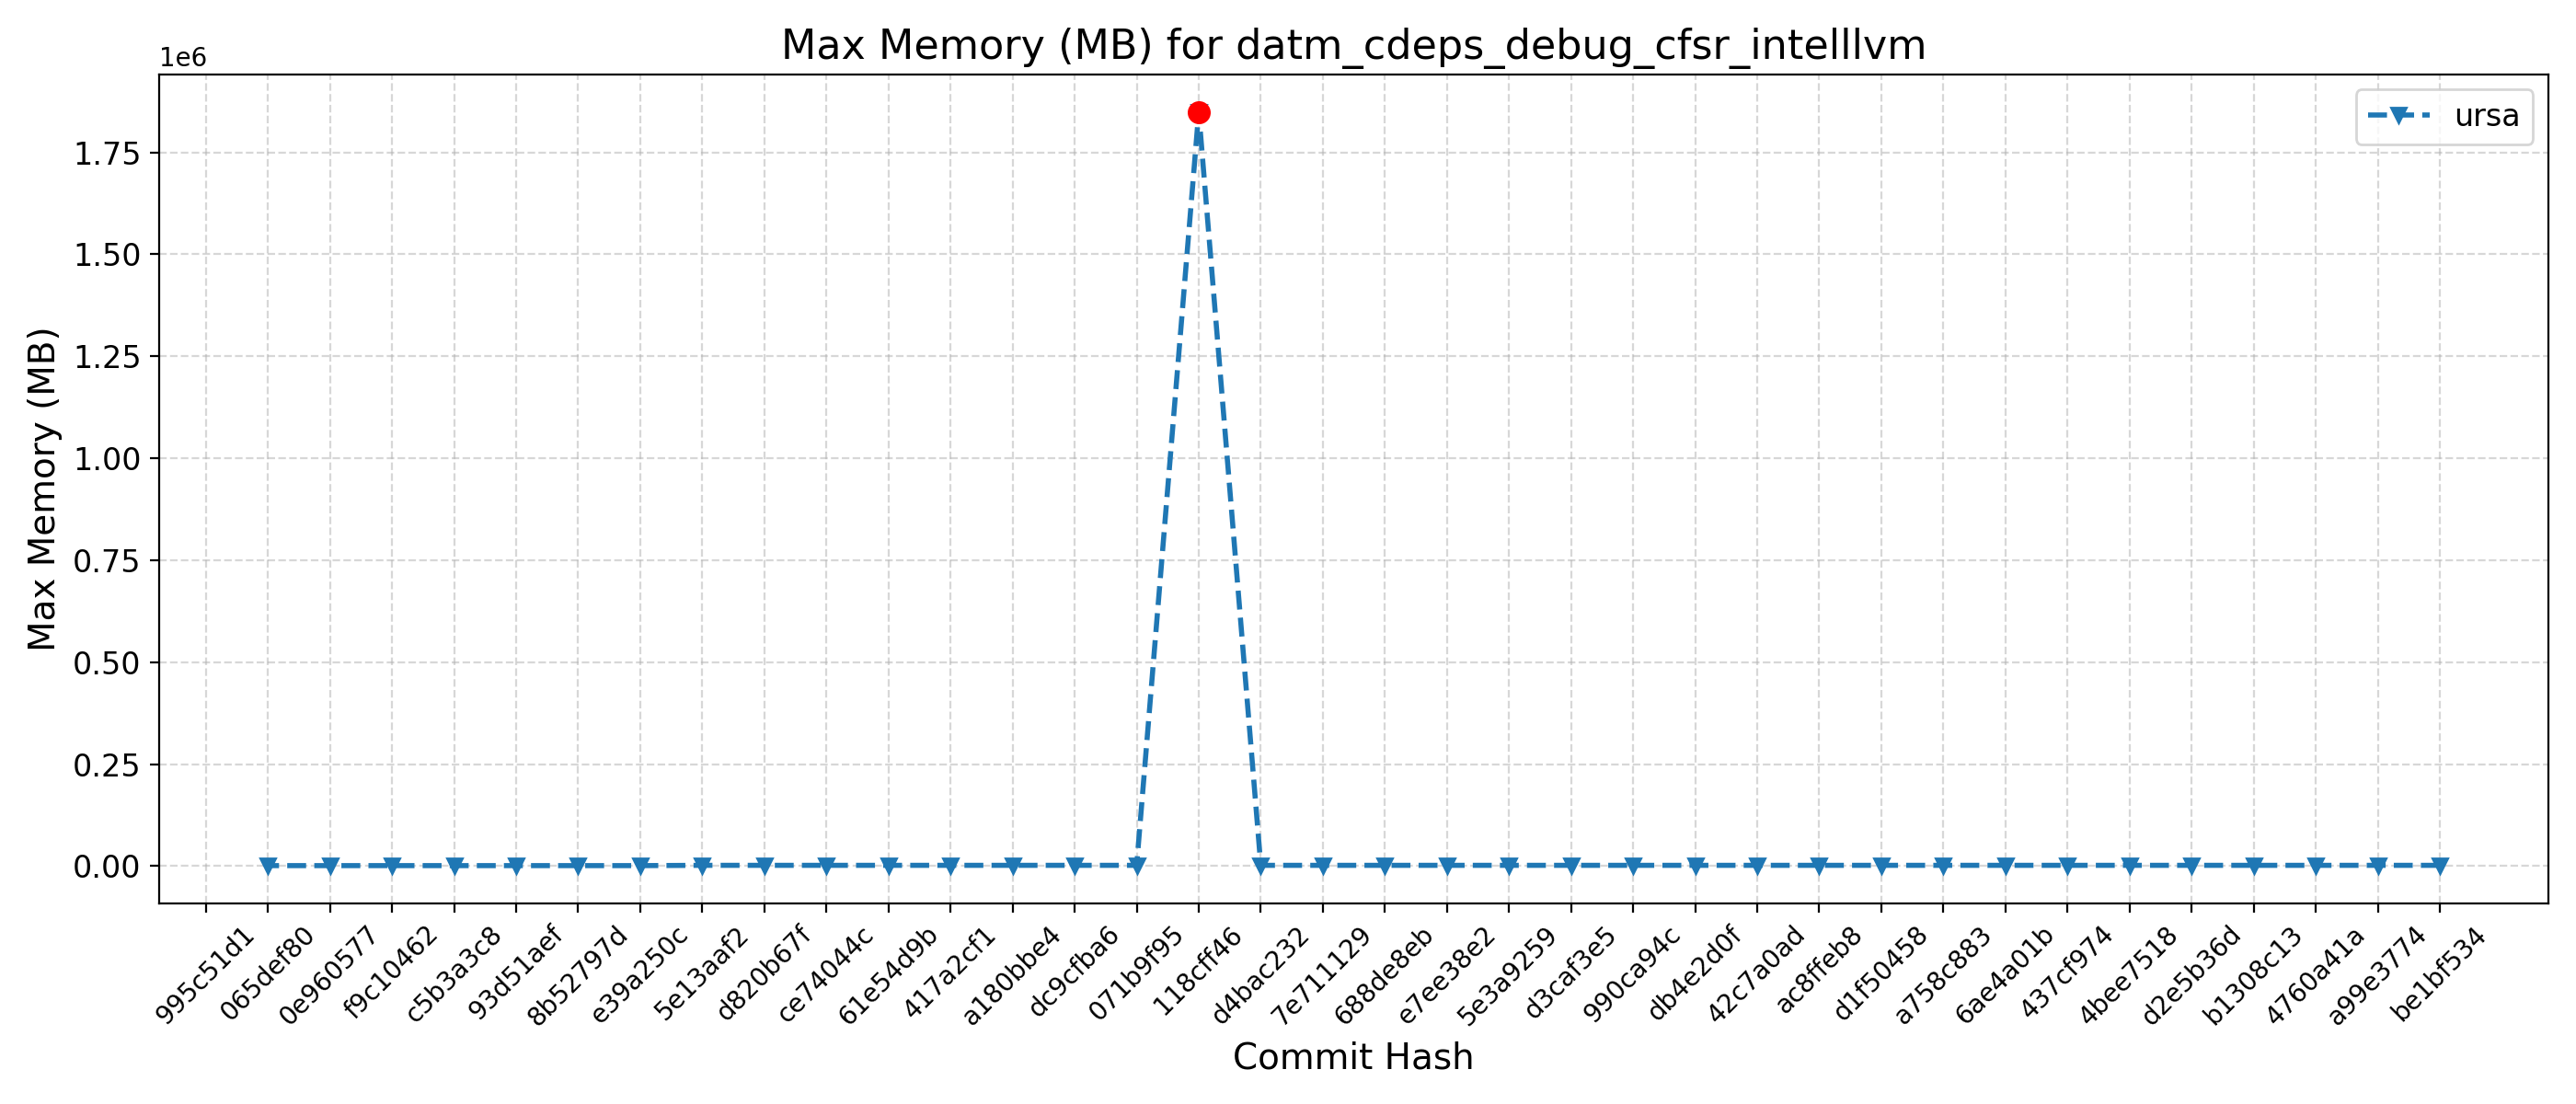 Max Memory (MB) for datm_cdeps_debug_cfsr_intelllvm
1e6
ursa
1.75
1.50
1.25
1.00
0.75
0.50
0.25
0.00
Max Memory (MB)
995c51d1
065def80
0e960577
f9c10462
c5b3a3c8
93d51aef
8b52797d
e39a250c
5e13aaf2
d820b67f
ce74044c
61e54d9b
417a2cf1
a180bbe4
dc9cfba6
071b9f95
118cff46
d4bac232
7e711129
688de8eb
e7ee38e2
5e3a9259
d3caf3e5
990ca94c
db4e2d0f
42c7a0ad
ac8ffeb8
d1f50458
a758c883
6ae4a01b
437cf974
4bee7518
d2e5b36d
b1308c13
4760a41a
a99e3774
be1bf534
Commit Hash